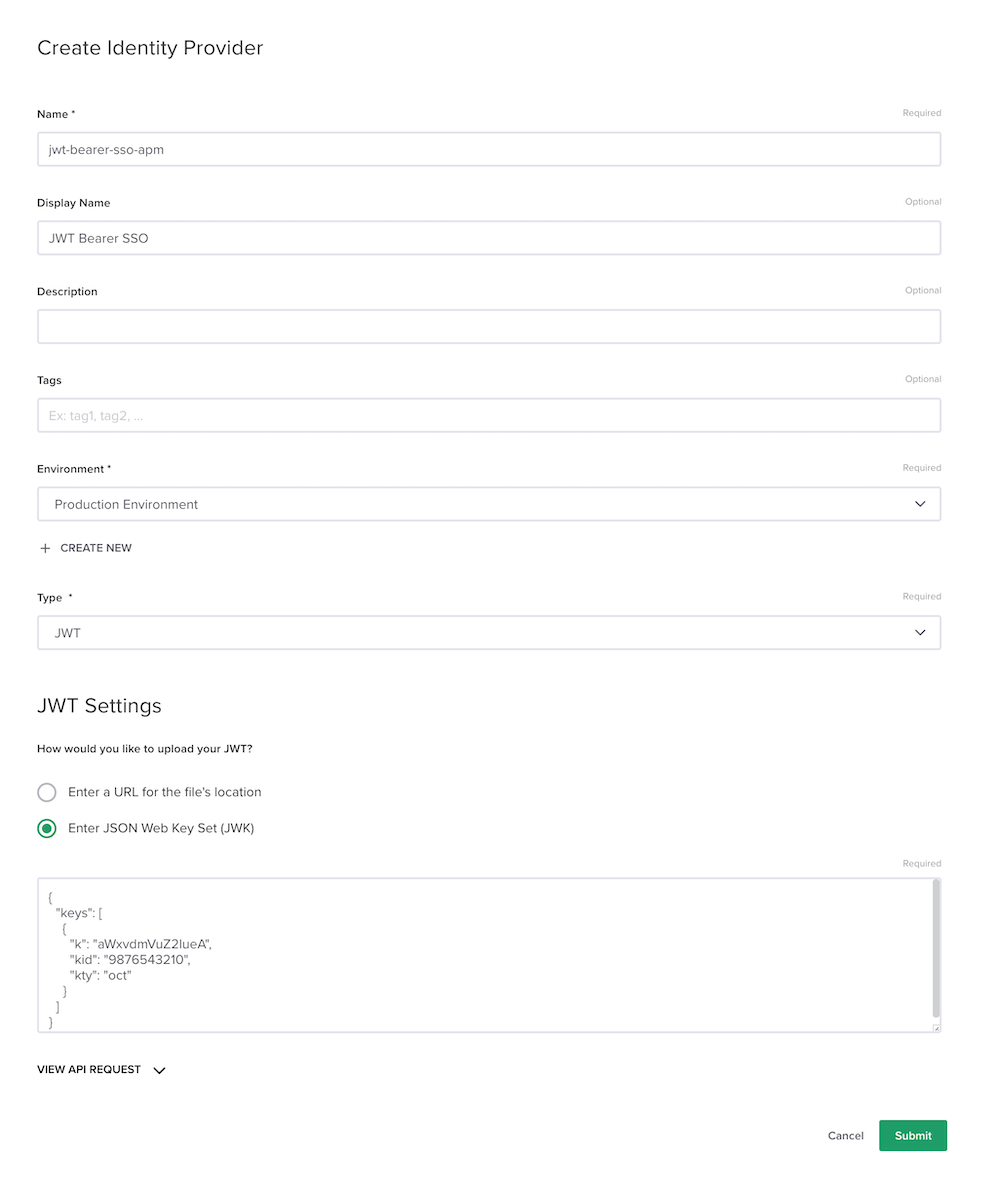 Create Identity Provider
Name * Required
jwt-bearer-sso-apm
Display Name Optional
JWT Bearer SSO
Description Optional
Tags Optional
Ex: tag1, tag2, ...
Environment * Required
Production Environment
+ CREATE NEW
Type * Required
JWT
JWT Settings
How would you like to upload your JWT?
Enter a URL for the file's location
Enter JSON Web Key Set (JWK)
Required
{
"keys": [
{
"k": "aWxvdmVuZ2lueA",
"kid": "9876543210",
"kty": "oct"
}
]
}
VIEW API REQUEST
Cancel Submit